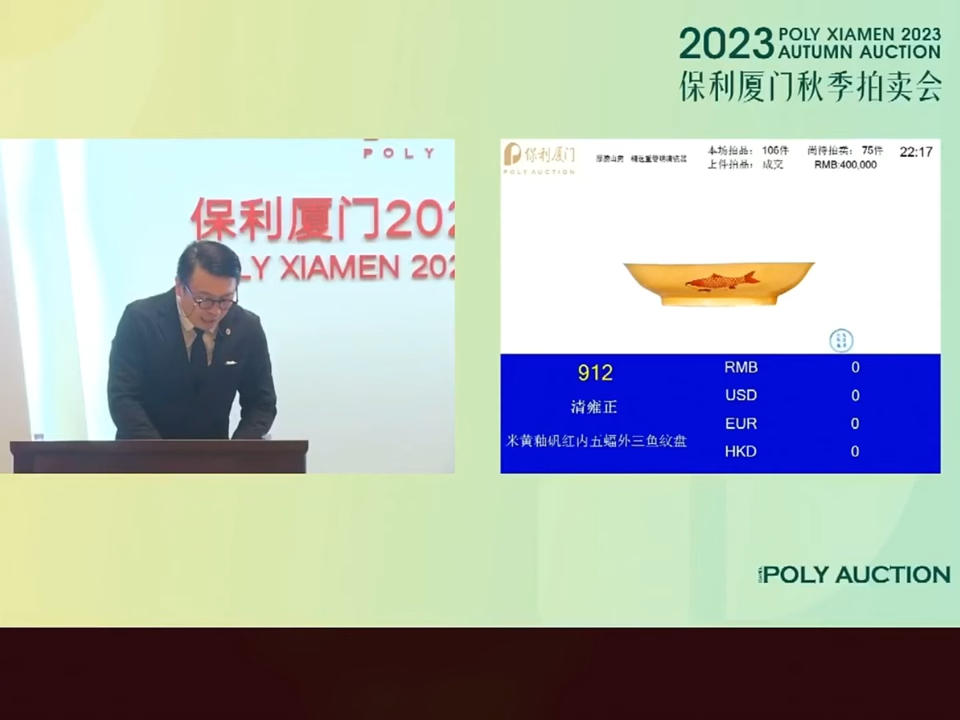 2023 POLY XIAMEN 2023
AUTUMN AUCTION
保利厦门秋季拍卖会
POLY
保利厦门202
LY XIAMEN 202
保利厦门
POLY AUCTION
本场拍品: 106件
尚待拍卖: 75件
22:17
上件拍品: 成交
RMB:400,000
912
清雍正
米黄釉矾红内五蝠外三鱼纹盘
RMB 0
USD 0
EUR 0
HKD 0
POLY AUCTION